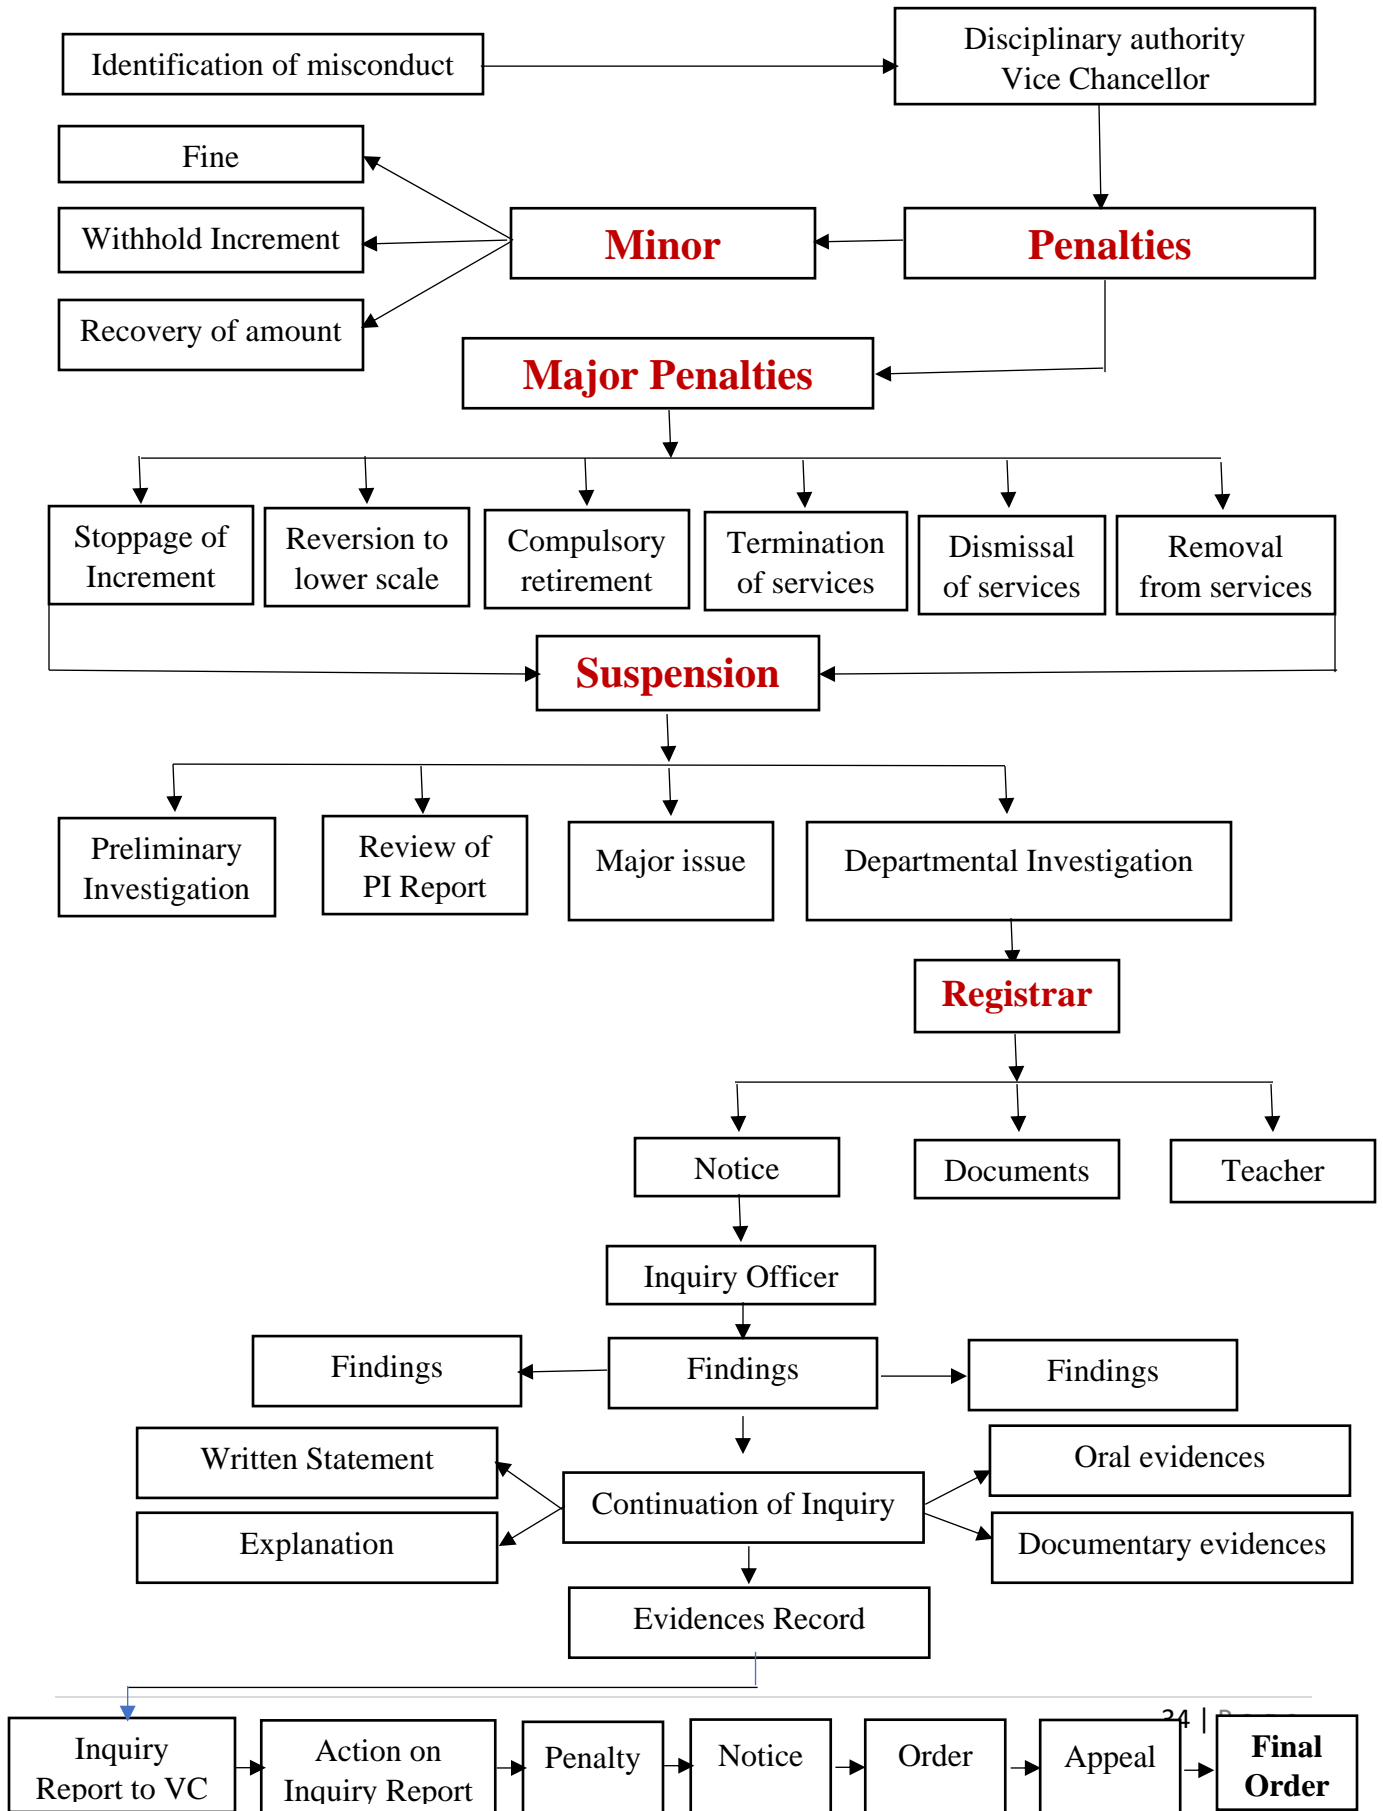 Identification of misconduct
Disciplinary authority
Vice Chancellor
Fine
Withhold Increment
Recovery of amount
Minor
Penalties
Major Penalties
Stoppage of
Increment
Reversion to
lower scale
Compulsory
retirement
Termination
of services
Dismissal
of services
Removal
from services
Suspension
Preliminary
Investigation
Review of
PI Report
Major issue
Departmental Investigation
Registrar
Notice
Documents
Teacher
Inquiry Officer
Findings
Findings
Findings
Written Statement
Explanation
Continuation of Inquiry
Oral evidences
Documentary evidences
Evidences Record
34 |
Inquiry
Report to VC
Action on
Inquiry Report
Penalty
Notice
Order
Appeal
Final
Order